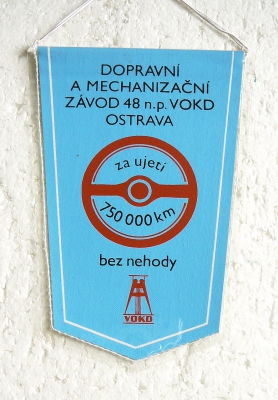 DOPRAVNÍ
A MECHANIZAČNÍ
ZÁVOD 48 n.p. VOKD
OSTRAVA
za ujetí
750 000 km
bez nehody
VOKD